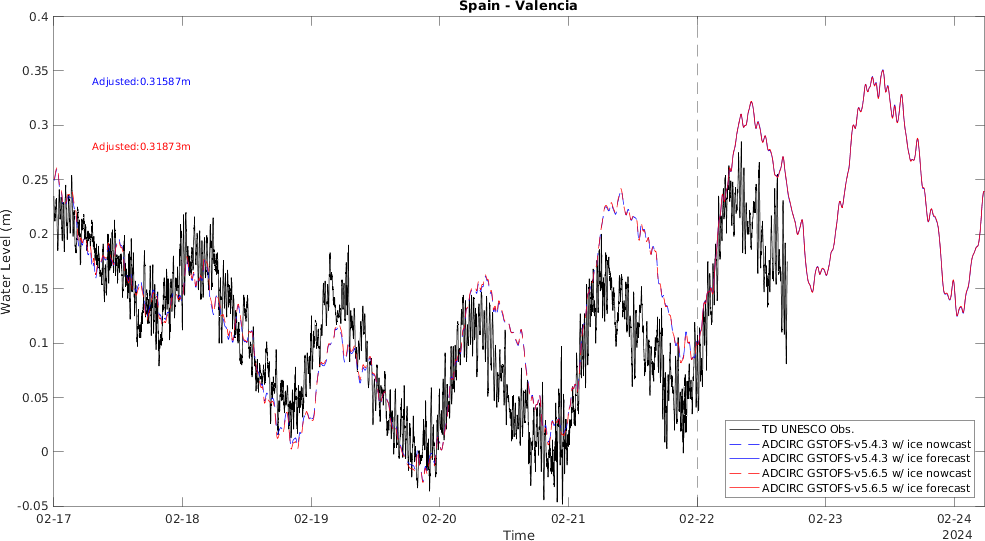 Spain - Valencia
0.4
0.35
0.3
0.25
0.2
0.15
0.1
0.05
0
-0.05
Water Level (m)
Adjusted:0.31587m
Adjusted:0.31873m
TD UNESCO Obs.
ADCIRC GSTOFS-v5.4.3 w/ ice nowcast
ADCIRC GSTOFS-v5.4.3 w/ ice forecast
ADCIRC GSTOFS-v5.6.5 w/ ice nowcast
ADCIRC GSTOFS-v5.6.5 w/ ice forecast
02-17 02-18 02-19 02-20 02-21 02-22 02-23 02-24
Time
2024